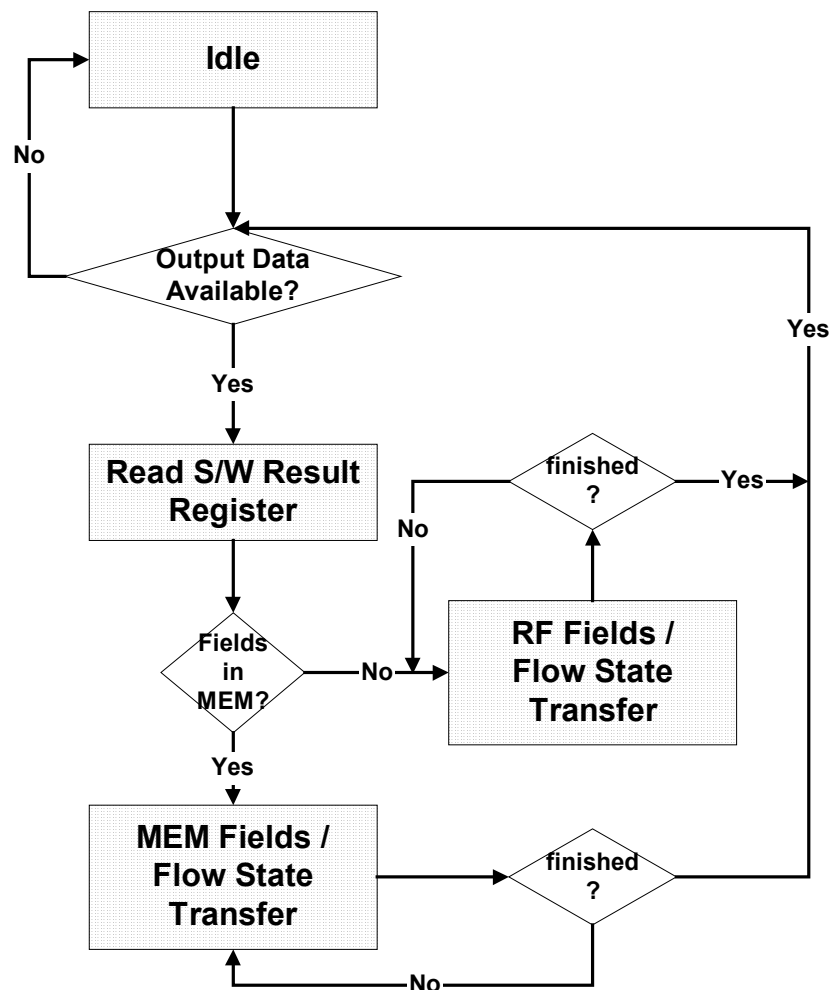 Idle
No
Output Data
Available?
Yes
Yes
Read S/W Result
Register
finished
?
Yes
No
Fields
in
MEM?
No
RF Fields /
Flow State
Transfer
Yes
MEM Fields /
Flow State
Transfer
finished
?
No